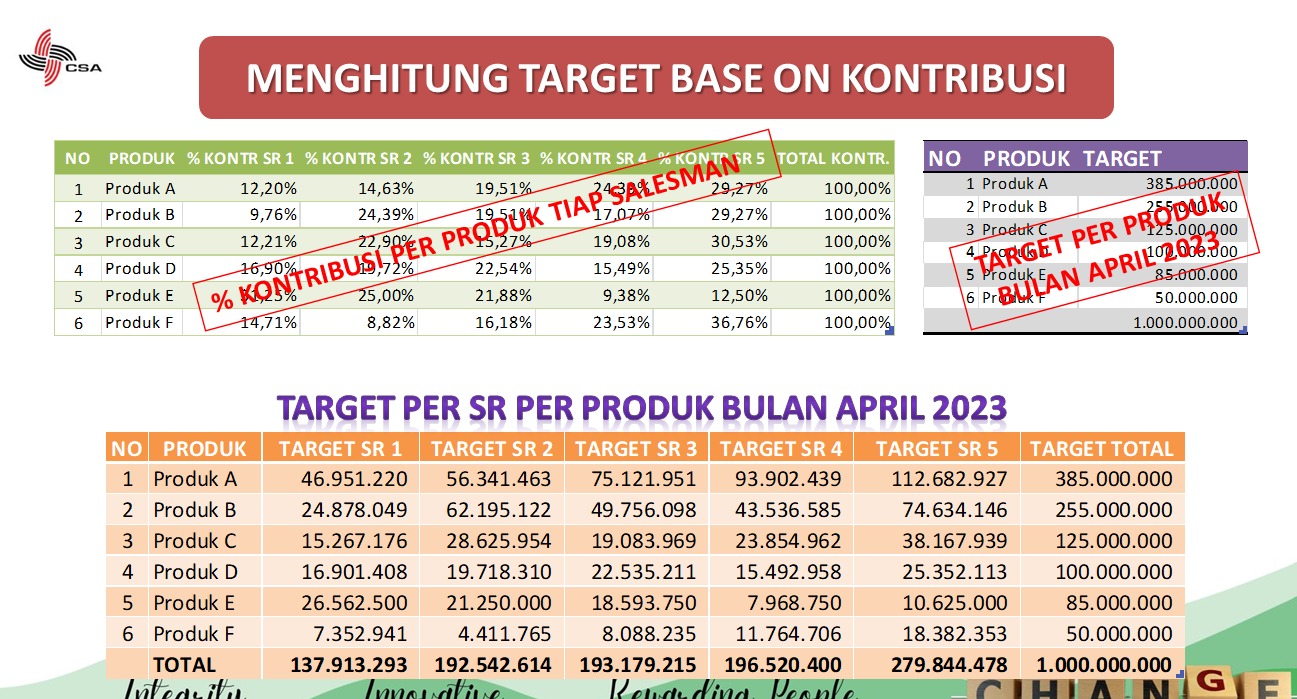 CSA
MENGHITUNG TARGET BASE ON KONTRIBUSI
NO PRODUK % KONTR SR 1 % KONTR SR 2 % KONTR SR 3 % KONTR SR 4 % KONTR SR 5 TOTAL KONTR.
1 Produk A 12,20% 14,63% 19,51% 29,27% 100,00%
2 Produk B 9,76% 24,39% 19,51% 17,07% 29,27% 100,00%
3 Produk C 12,21% 22,90% 15,27% 19,08% 30,53% 100,00%
4 Produk D 16,90% 19,72% 22,54% 15,49% 25,35% 100,00%
5 Produk E 31,25% 25,00% 21,88% 9,38% 12,50% 100,00%
6 Produk F 14,71% 8,82% 16,18% 23,53% 36,76% 100,00%
% KONTRIBUSI PER PRODUK TIAP SALESMAN
NO PRODUK TARGET
1 Produk A 385.000.000
2 Produk B 255.000.000
3 Produk C 125.000.000
4 Produk D 100.000.000
5 Produk E 85.000.000
6 Produk F 50.000.000
1.000.000.000
TARGET PER PRODUK
BULAN APRIL 2023
TARGET PER SR PER PRODUK BULAN APRIL 2023
NO PRODUK TARGET SR 1 TARGET SR 2 TARGET SR 3 TARGET SR 4 TARGET SR 5 TARGET TOTAL
1 Produk A 46.951.220 56.341.463 75.121.951 93.902.439 112.682.927 385.000.000
2 Produk B 24.878.049 62.195.122 49.756.098 43.536.585 74.634.146 255.000.000
3 Produk C 15.267.176 28.625.954 19.083.969 23.854.962 38.167.939 125.000.000
4 Produk D 16.901.408 19.718.310 22.535.211 15.492.958 25.352.113 100.000.000
5 Produk E 26.562.500 21.250.000 18.593.750 7.968.750 10.625.000 85.000.000
6 Produk F 7.352.941 4.411.765 8.088.235 11.764.706 18.382.353 50.000.000
TOTAL 137.913.293 192.542.614 193.179.215 196.520.400 279.844.478 1.000.000.000
Integrity Innovative Rewarding People
CHANGE